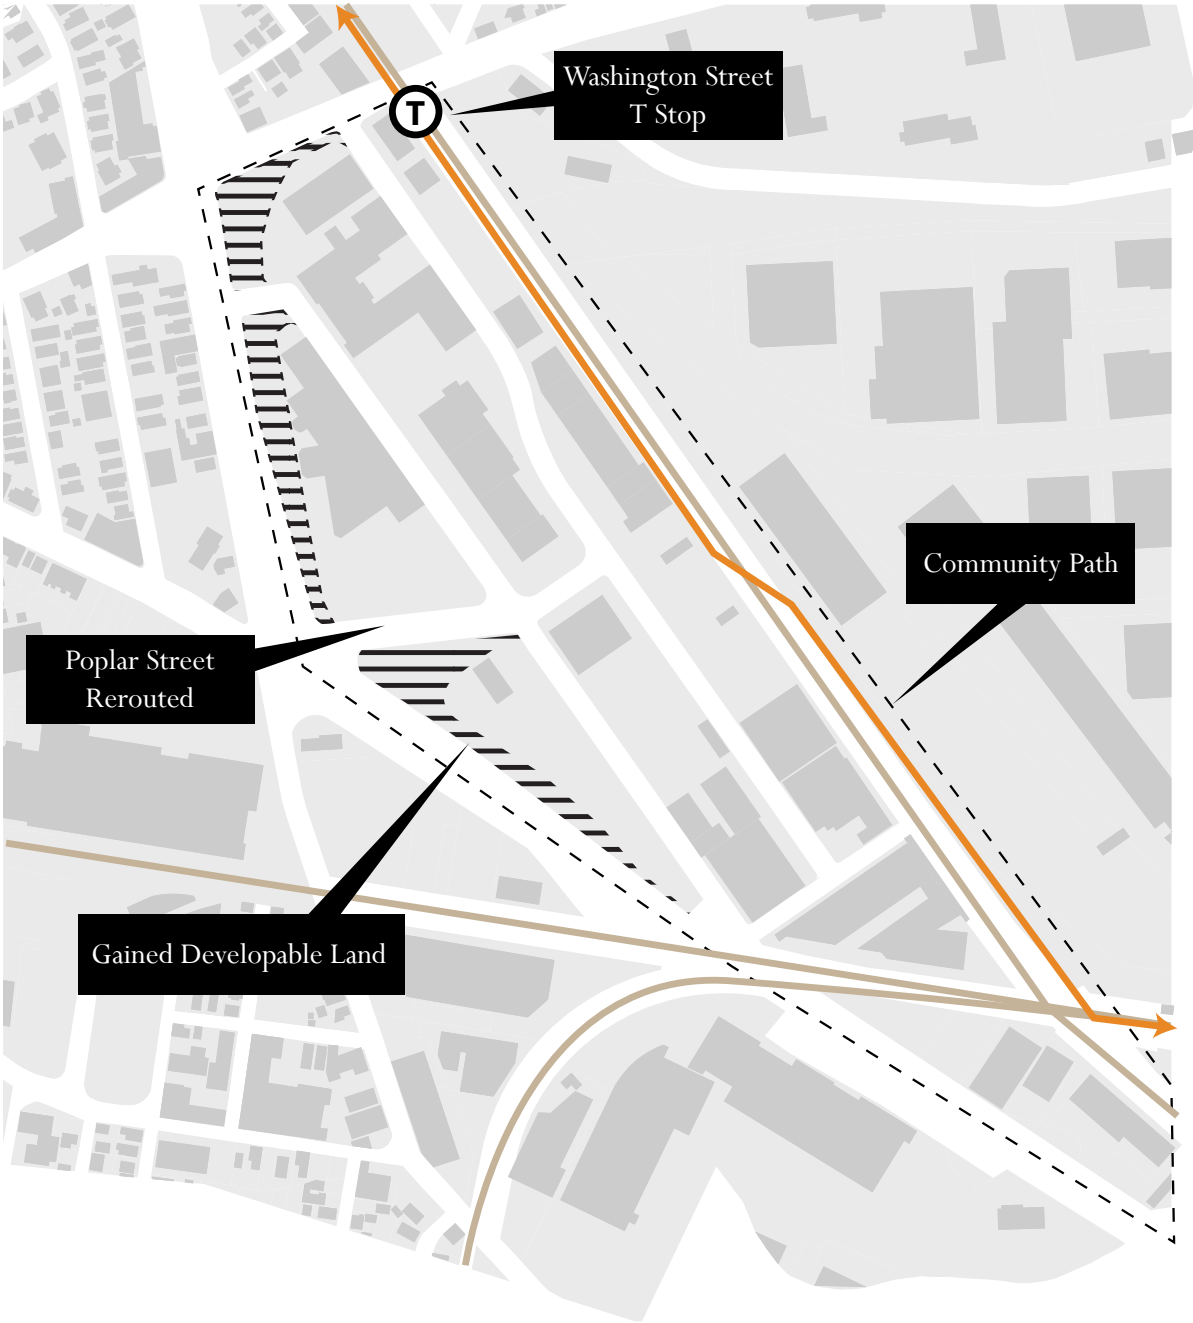 Washington Street
T Stop
T
Community Path
Poplar Street
Rerouted
Gained Developable Land